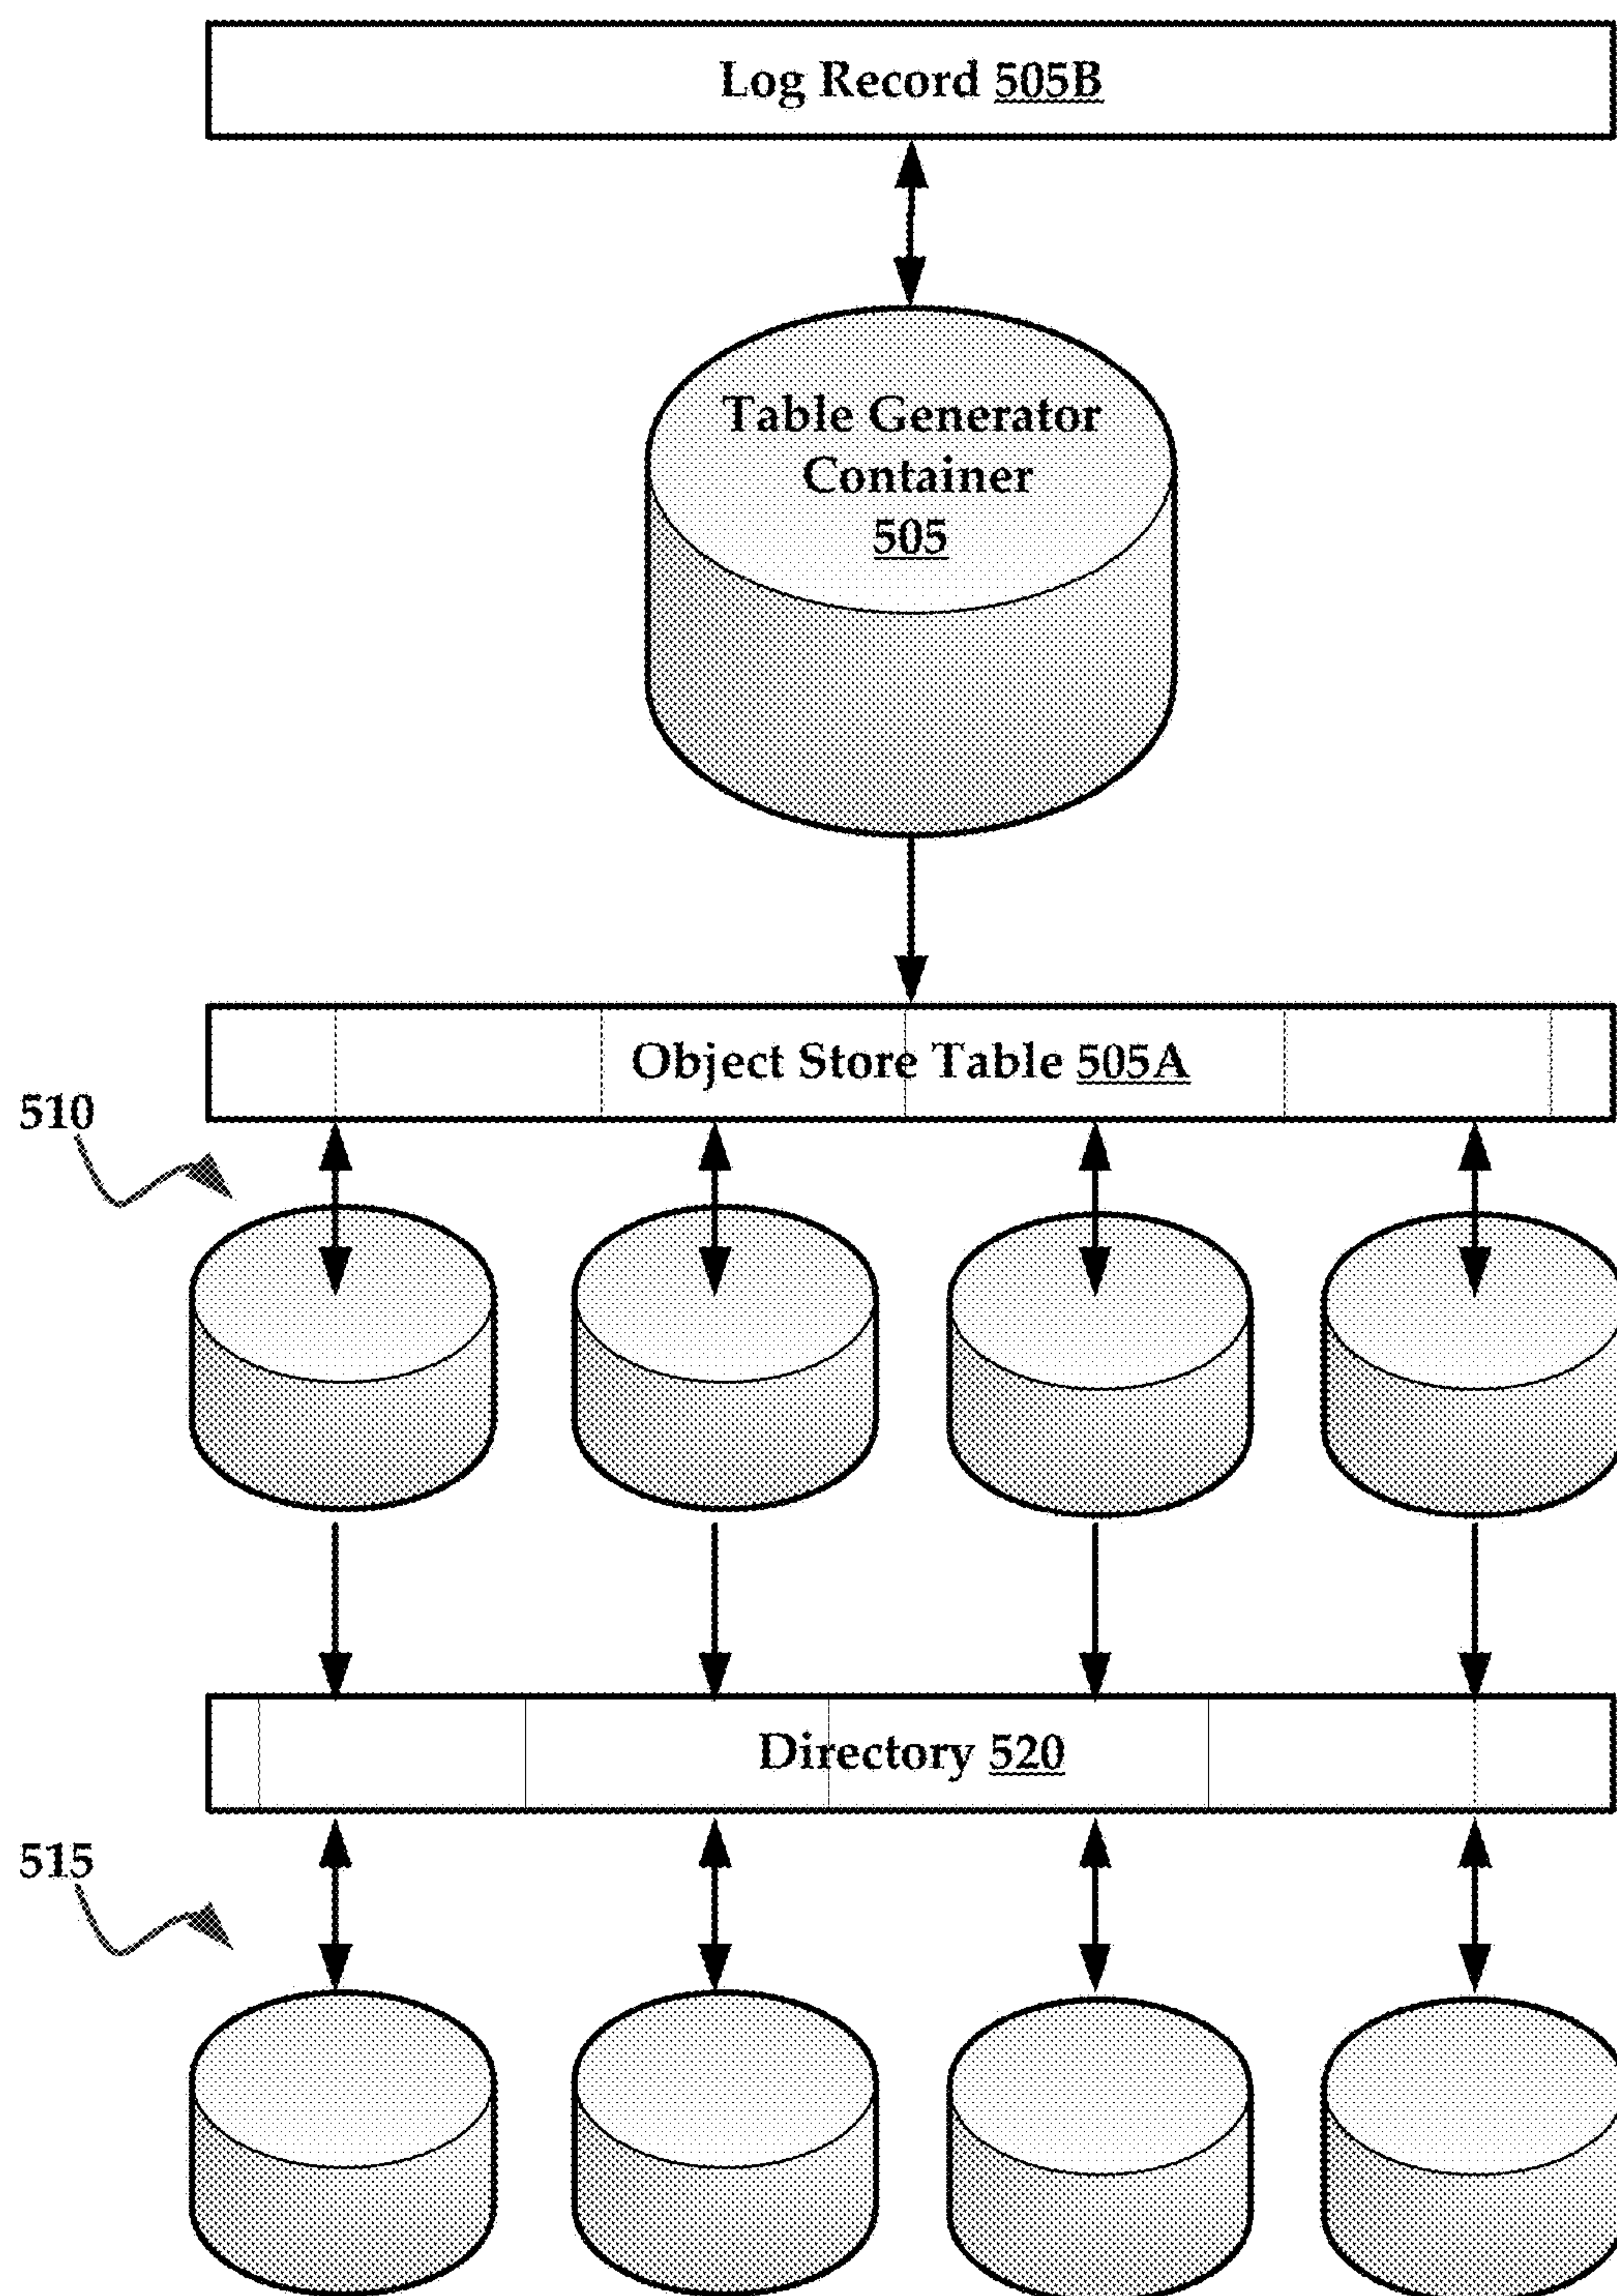 Log Record 505B
Table Generator
Container
505
Object Store Table 505A
510
Directory 520
515